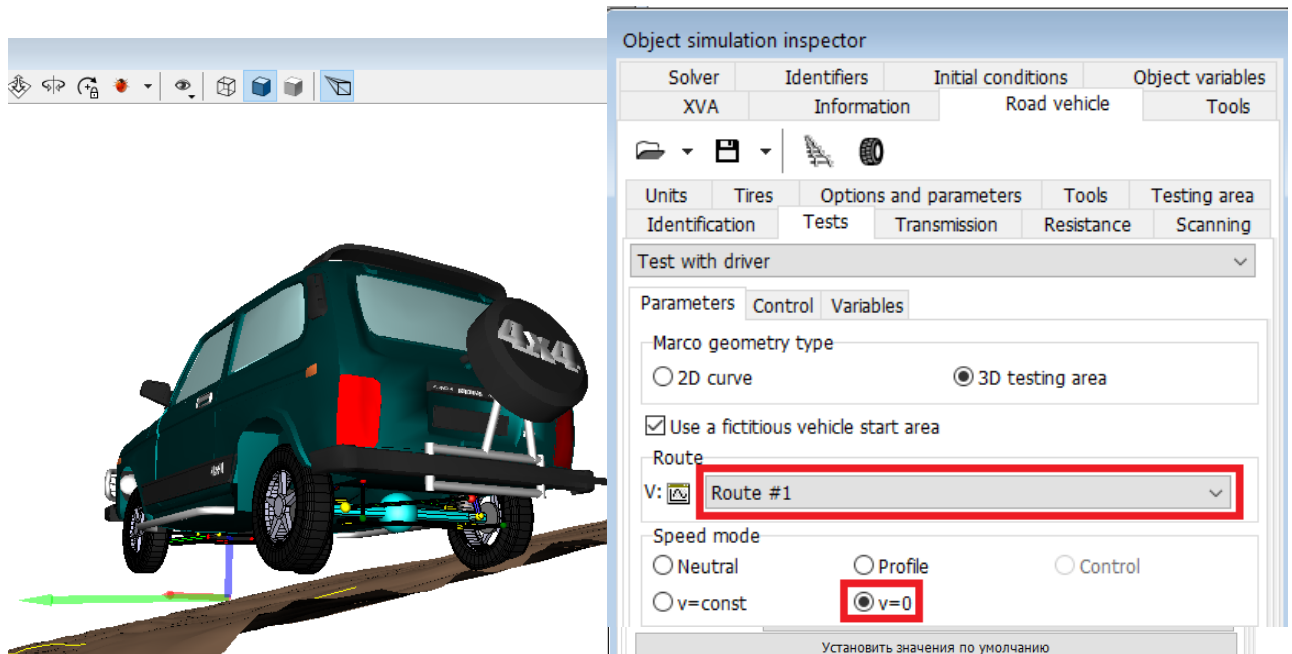 Object simulation inspector
Solver Identifiers Initial conditions Object variables
XVA Information Road vehicle Tools
Units Tires Options and parameters Tools Testing area
Identification Tests Transmission Resistance Scanning
Test with driver
Parameters Control Variables
Marco geometry type
2D curve 3D testing area
Use a fictitious vehicle start area
Route
V: Route #1
Speed mode
Neutral Profile Control
v=const v=0
Установить значения по умолчанию
4x4.
4x4